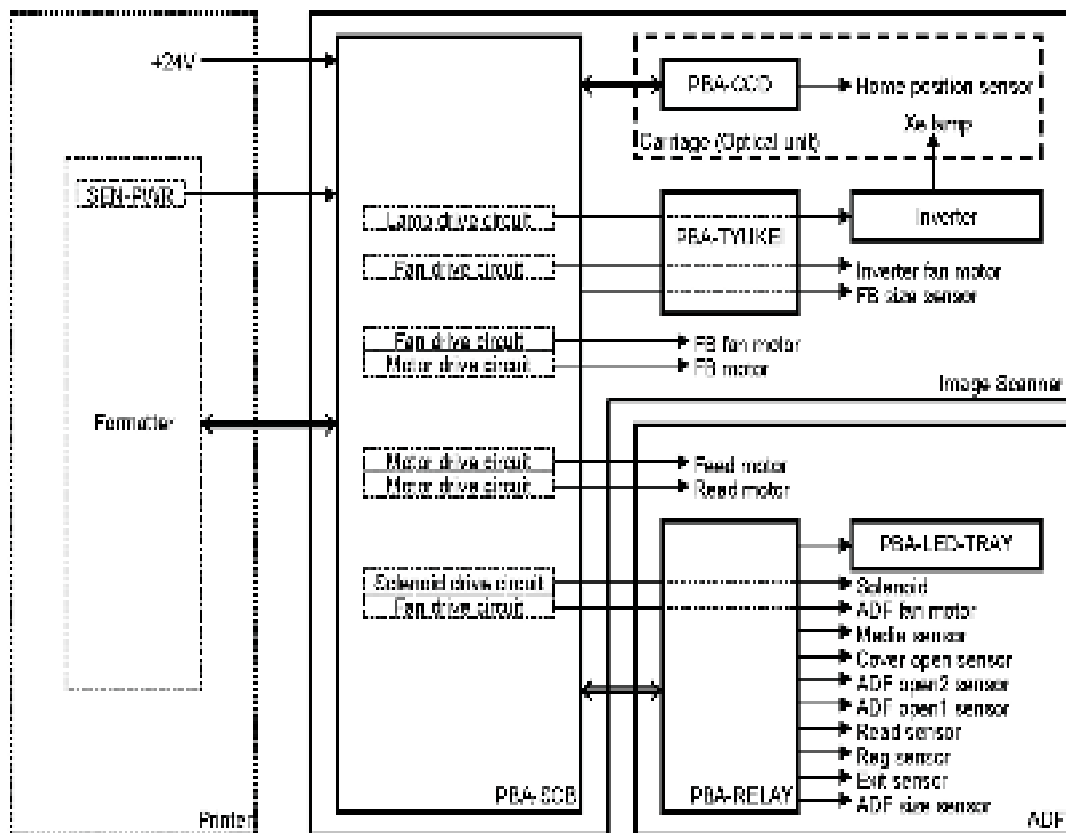 +24V
SEN-PWR
Formatter
Printer
Lamp drive circuit
Fan drive circuit
Fan drive circuit
Motor drive circuit
Motor drive circuit
Motor drive circuit
Solenoid drive circuit
Fan drive circuit
PBA-SCB
PBA-CCD
Home position sensor
Carriage (Optical unit)
Xe lamp
PBA-TYUKEI
Inverter
Inverter fan motor
FB size sensor
FB fan motor
FB motor
Image Scanner
Feed motor
Read motor
PBA-RELAY
PBA-LED-TRAY
Solenoid
ADF fan motor
Media sensor
Cover open sensor
ADF open2 sensor
ADF open1 sensor
Read sensor
Reg sensor
Exit sensor
ADF size sensor
ADF